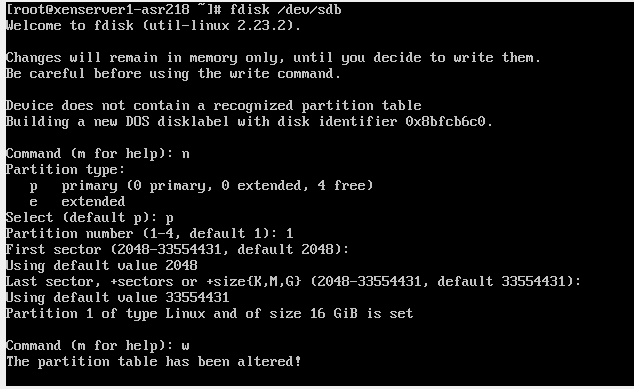 [root@xenserver1-asr218 ~]# fdisk /dev/sdb
Welcome to fdisk (util-linux 2.23.2).
Changes will remain in memory only, until you decide to write them.
Be careful before using the write command.
Device does not contain a recognized partition table
Building a new DOS disklabel with disk identifier 0x8bfcb6c0.
Command (m for help): n
Partition type:
   p   primary (0 primary, 0 extended, 4 free)
   e   extended
Select (default p): p
Partition number (1-4, default 1): 1
First sector (2048-33554431, default 2048):
Using default value 2048
Last sector, +sectors or +size{K,M,G} (2048-33554431, default 33554431):
Using default value 33554431
Partition 1 of type Linux and of size 16 GiB is set
Command (m for help): w
The partition table has been altered!